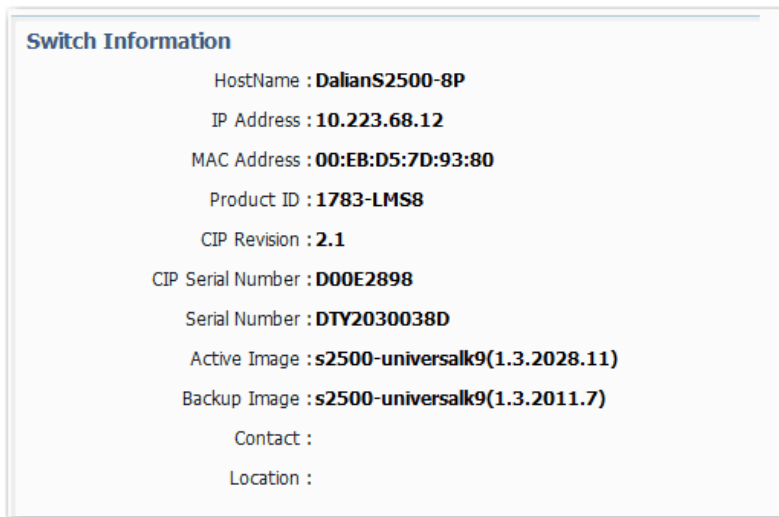 Switch Information
HostName : DalianS2500-8P
IP Address : 10.223.68.12
MAC Address : 00:EB:D5:7D:93:80
Product ID : 1783-LMS8
CIP Revision : 2.1
CIP Serial Number : D00E2898
Serial Number : DTY2030038D
Active Image : s2500-universalk9(1.3.2028.11)
Backup Image : s2500-universalk9(1.3.2011.7)
Contact :
Location :